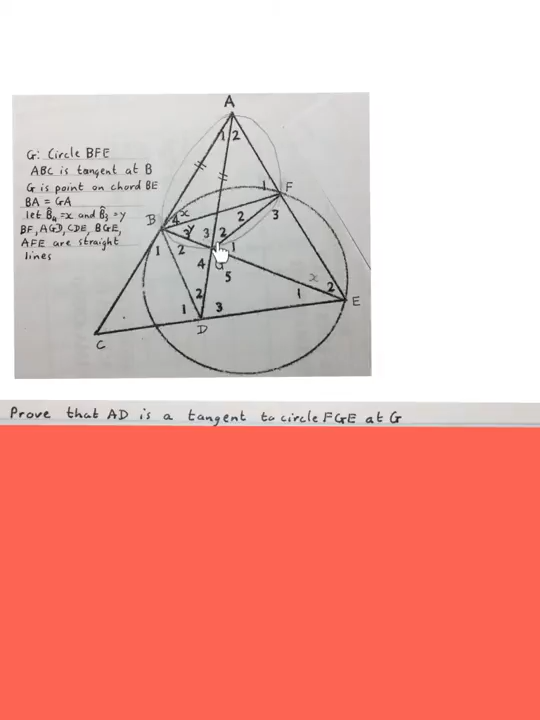 A
1 2
G: Circle BFE
ABC is tangent at B
G is point on chord BE
BA = GA
let B̂₄ = x and B̂₃ = y
BF, AGD, CDE, BGE,
AFE are straight
lines
1 F
B 4 x 2 3
3 y 3 2 1
1 2 4 G
5 x
2 1 2 E
1 3
D
C
Prove that AD is a tangent to circle FGE at G